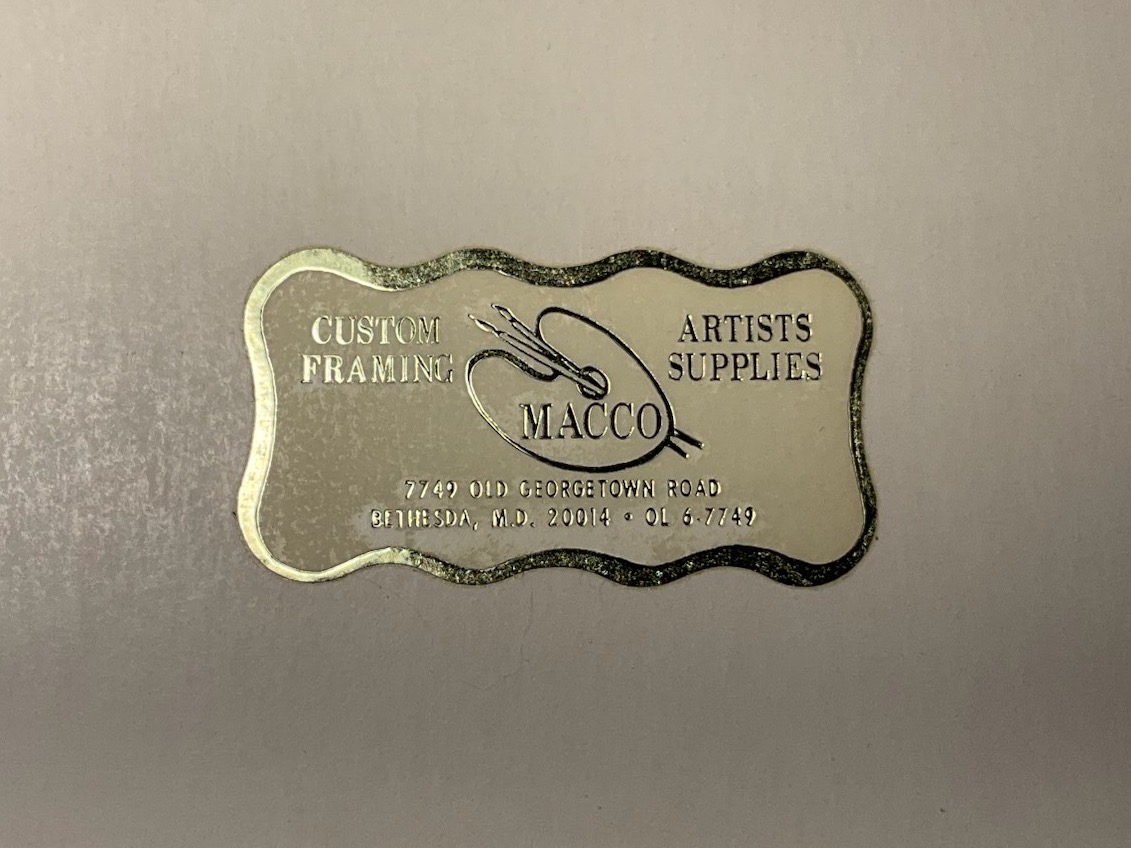 CUSTOM
FRAMING
ARTISTS
SUPPLIES
MACCO
7749 OLD GEORGETOWN ROAD
BETHESDA, M.D. 20014 • OL 6-7749